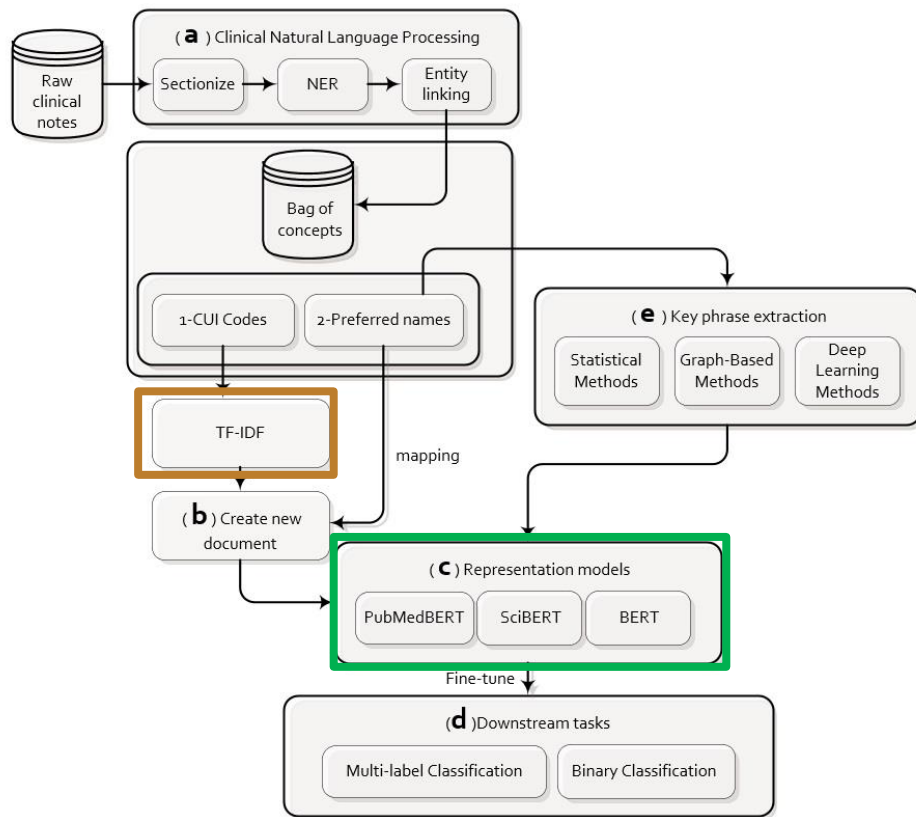 (a) Clinical Natural Language Processing
Raw
clinical
notes
Sectionize
NER
Entity
linking
Bag of
concepts
1-CUI Codes
2-Preferred names
(e) Key phrase extraction
Statistical
Methods
Graph-Based
Methods
Deep
Learning
Methods
TF-IDF
mapping
(b) Create new
document
(c) Representation models
PubMedBERT
SciBERT
BERT
Fine-tune
(d)Downstream tasks
Multi-label Classification
Binary Classification